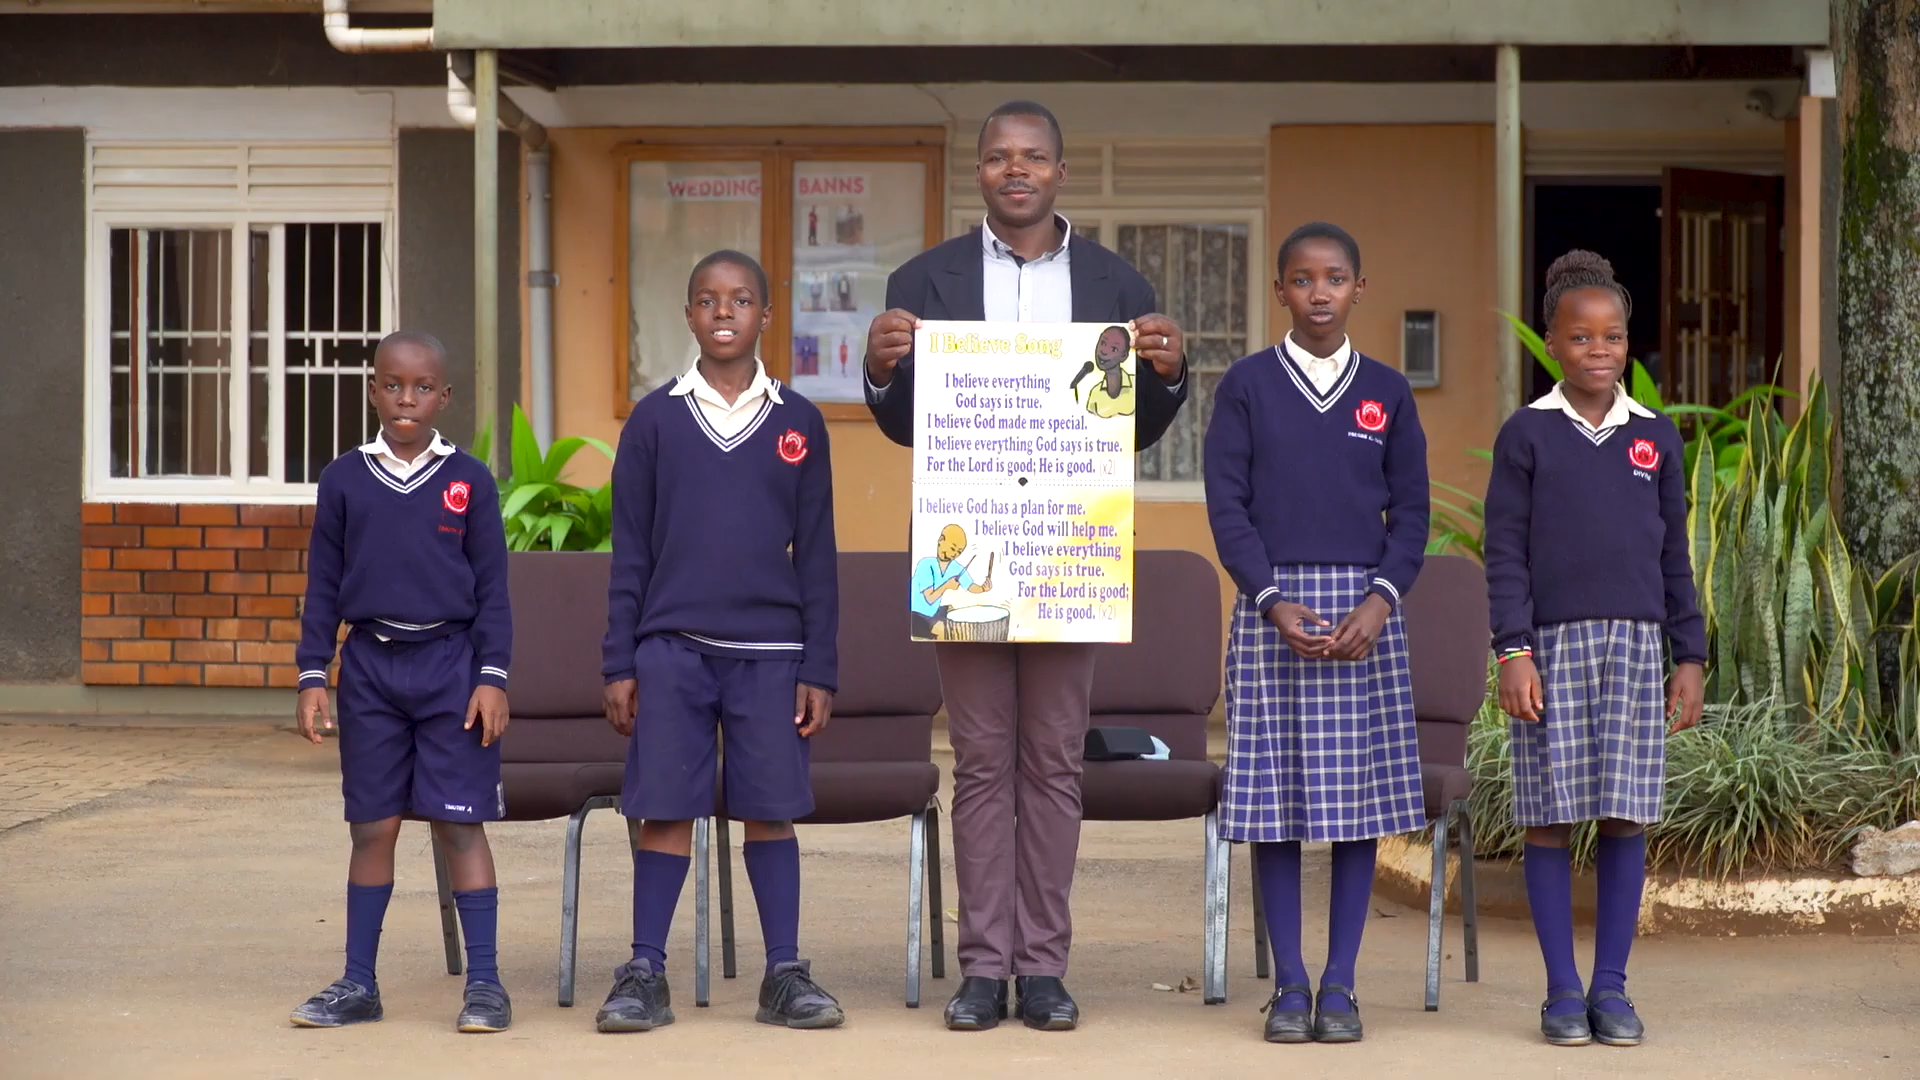 WEDDING BANNS
I Believe Song
I believe everything
God says is true.
I believe God made me special.
I believe everything God says is true.
For the Lord is good; He is good. (x2)
I believe God has a plan for me.
I believe God will help me.
I believe everything
God says is true.
For the Lord is good;
He is good. (x2)
DIVINE
TIMOTHY A